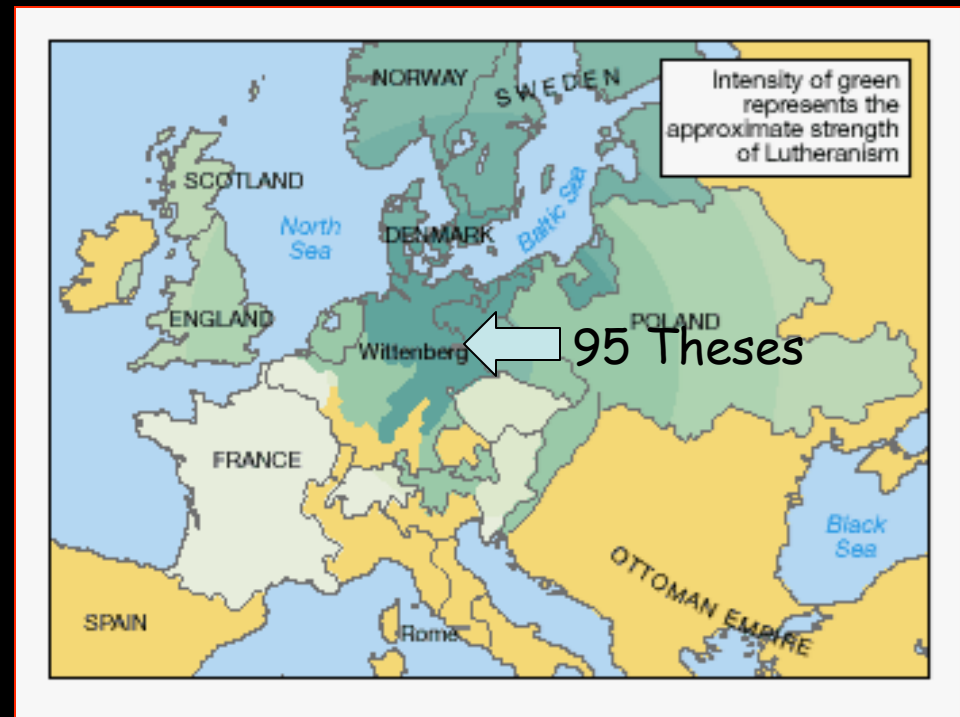 NORWAY
SWEDEN
Intensity of green
represents the
approximate strength
of Lutheranism
SCOTLAND
North
Sea
DENMARK
Baltic Sea
ENGLAND
Wittenberg
95 Theses
POLAND
FRANCE
Black
Sea
OTTOMAN EMPIRE
SPAIN
Rome